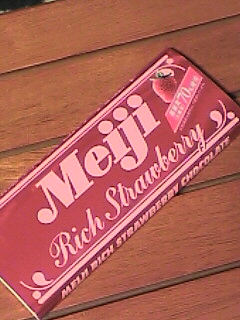 Meiji
Rich Strawberry
MEIJI RICH STRAWBERRY CHOCOLATE